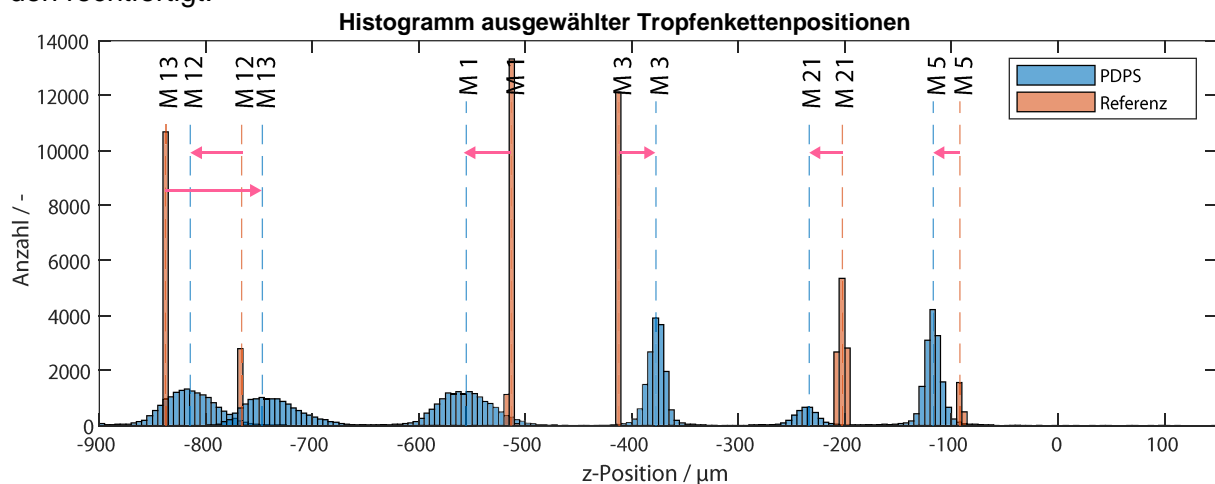 den rechtfertigt.
Histogramm ausgewählter Tropfenkettenpositionen
14000
12000
10000
8000
6000
4000
2000
0
Anzahl / -
M 13
M 12
M 12
M 13
M 1
M 1
M 3
M 3
M 21
M 21
M 5
M 5
PDPS
Referenz
-900
-800
-700
-600
-500
-400
-300
-200
-100
0
100
z-Position / µm